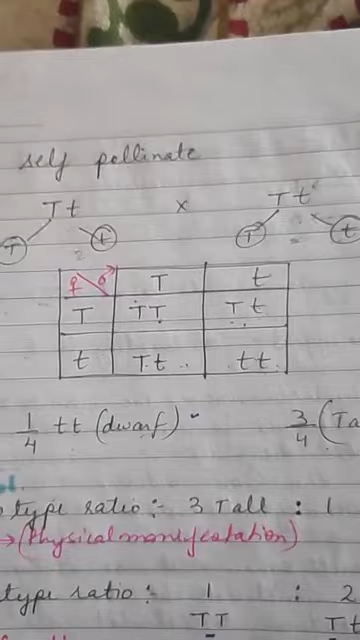 self pollinate
Tt x Tt
T t T t
♀ ♂ T t
T TT Tt
t Tt tt
1/4 tt (dwarf) 3/4 (Ta
type ratio:- 3 Tall : 1
→(Physical manifestation)
type ratio: 1 : 2
TT Tt